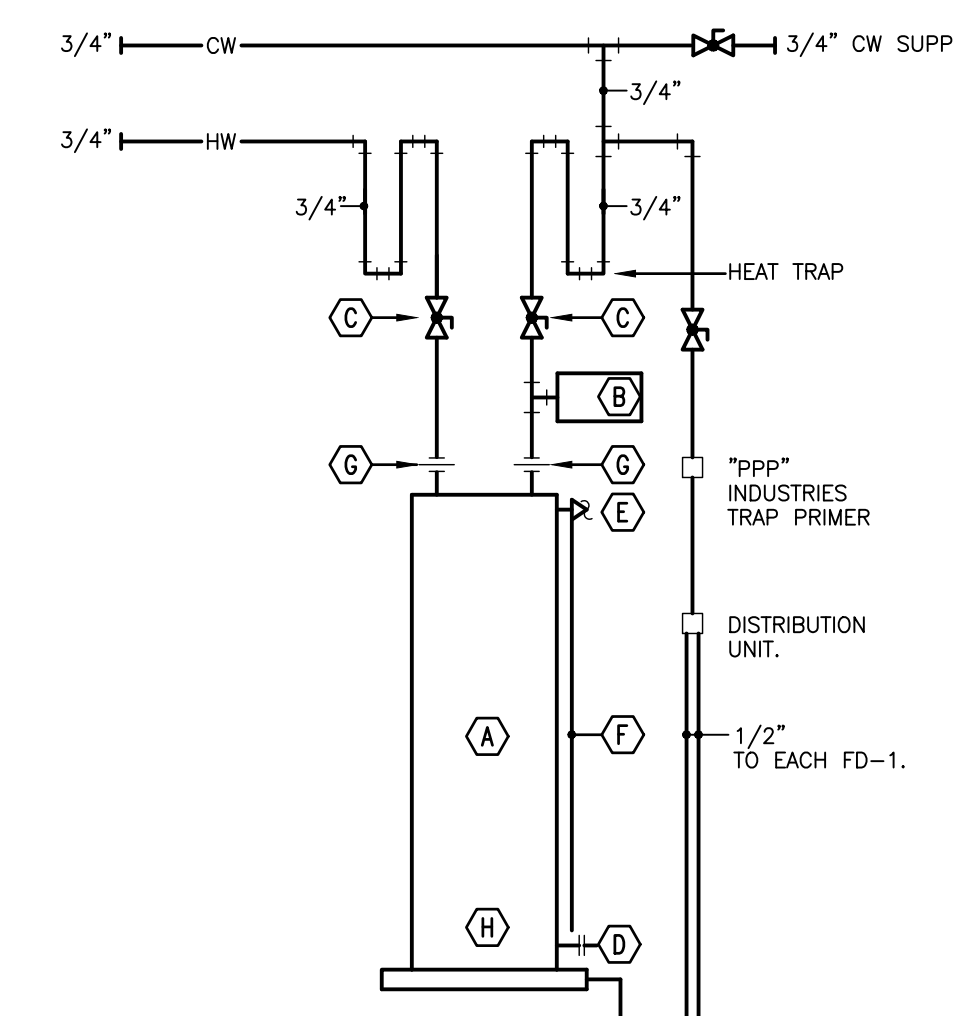 3/4"
CW
3/4" CW SUPP
3/4"
3/4"
HW
3/4"
3/4"
HEAT TRAP
C
C
B
G
G
"PPP"
INDUSTRIES
TRAP PRIMER
E
DISTRIBUTION
UNIT.
A
F
1/2"
TO EACH FD-1.
H
D